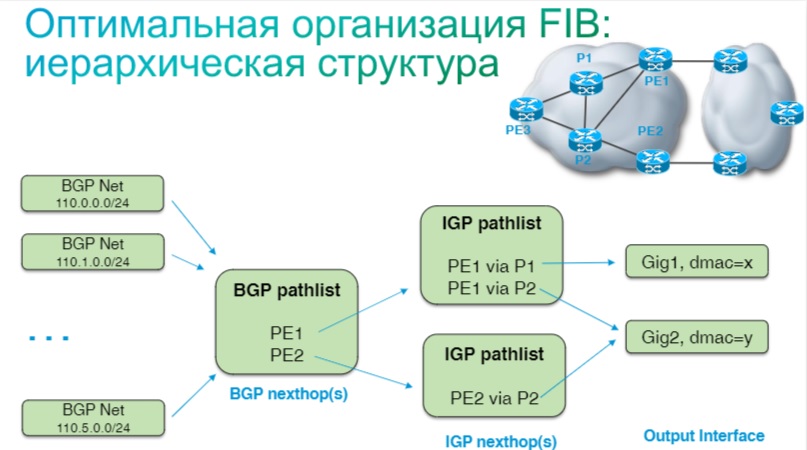 Оптимальная организация FIB:
иерархическая структура
P1
PE1
PE3
PE2
P2
BGP Net
110.0.0.0/24
BGP Net
110.1.0.0/24
...
BGP Net
110.5.0.0/24
BGP pathlist
PE1
PE2
BGP nexthop(s)
IGP pathlist
PE1 via P1
PE1 via P2
IGP pathlist
PE2 via P2
IGP nexthop(s)
Gig1, dmac=x
Gig2, dmac=y
Output Interface